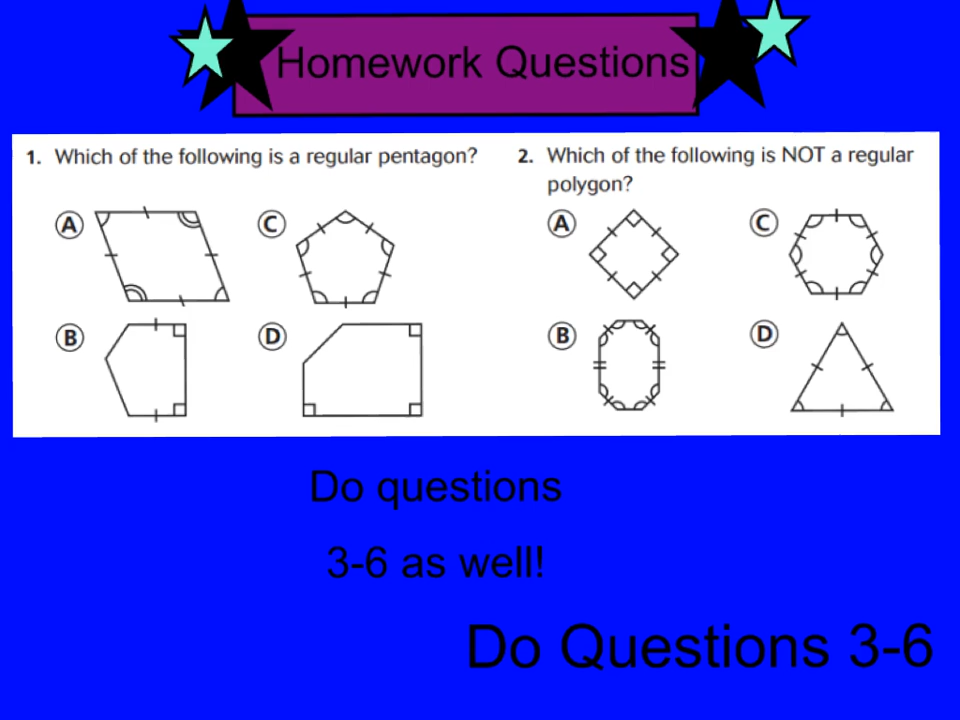 Homework Questions
1. Which of the following is a regular pentagon?
A
C
B
D
2. Which of the following is NOT a regular
polygon?
A
C
B
D
Do questions
3-6 as well!
Do Questions 3-6